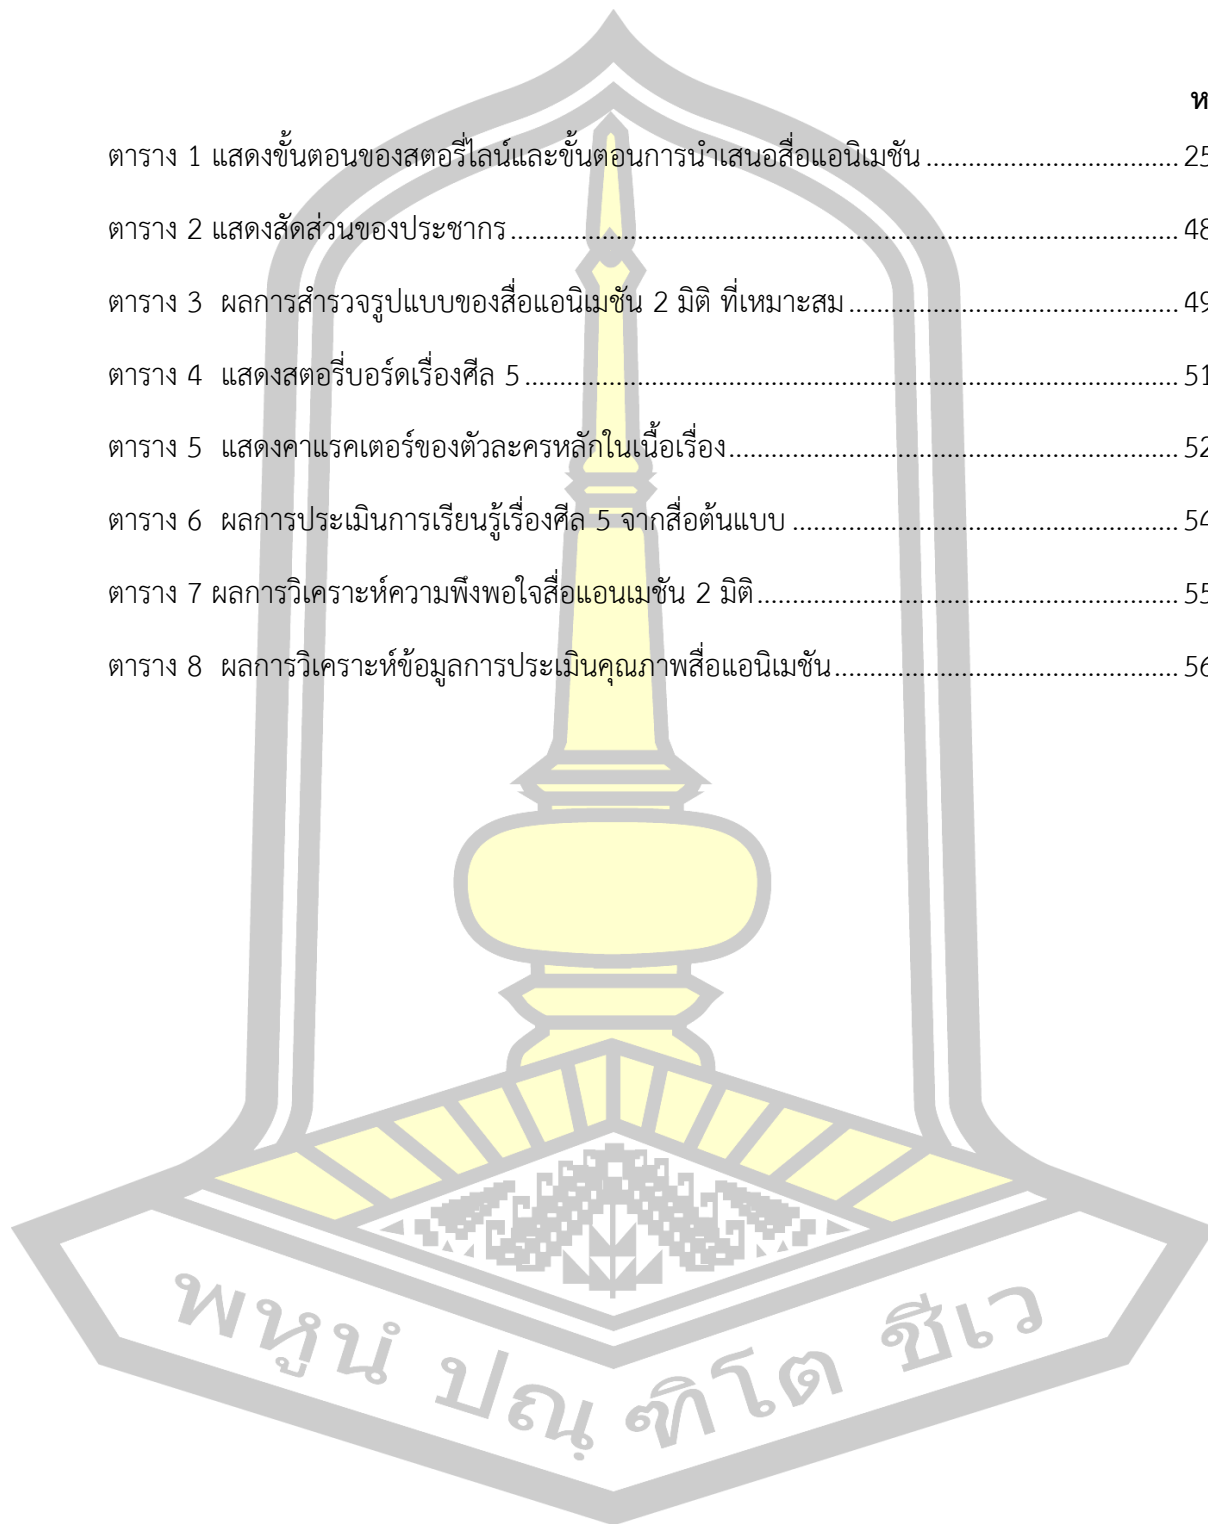 ตาราง 1 แสดงขั้นตอนของสตอรี่ไลน์และขั้นตอนการนำเสนอสื่อแอนิเมชัน ........................................ 25
ตาราง 2 แสดงสัดส่วนของประชากร ........................................ 48
ตาราง 3 ผลการสำรวจรูปแบบของสื่อแอนิเมชัน 2 มิติ ที่เหมาะสม ........................................ 49
ตาราง 4 แสดงสตอรี่บอร์ดเรื่องศีล 5 ........................................ 51
ตาราง 5 แสดงคาแรคเตอร์ของตัวละครหลักในเนื้อเรื่อง ........................................ 52
ตาราง 6 ผลการประเมินการเรียนรู้เรื่องศีล 5 จากสื่อต้นแบบ ........................................ 54
ตาราง 7 ผลการวิเคราะห์ความพึงพอใจสื่อแอนเมชัน 2 มิติ ........................................ 55
ตาราง 8 ผลการวิเคราะห์ข้อมูลการประเมินคุณภาพสื่อแอนิเมชัน ........................................ 56
พหูนํ ปณฺฑิโต ชีเว